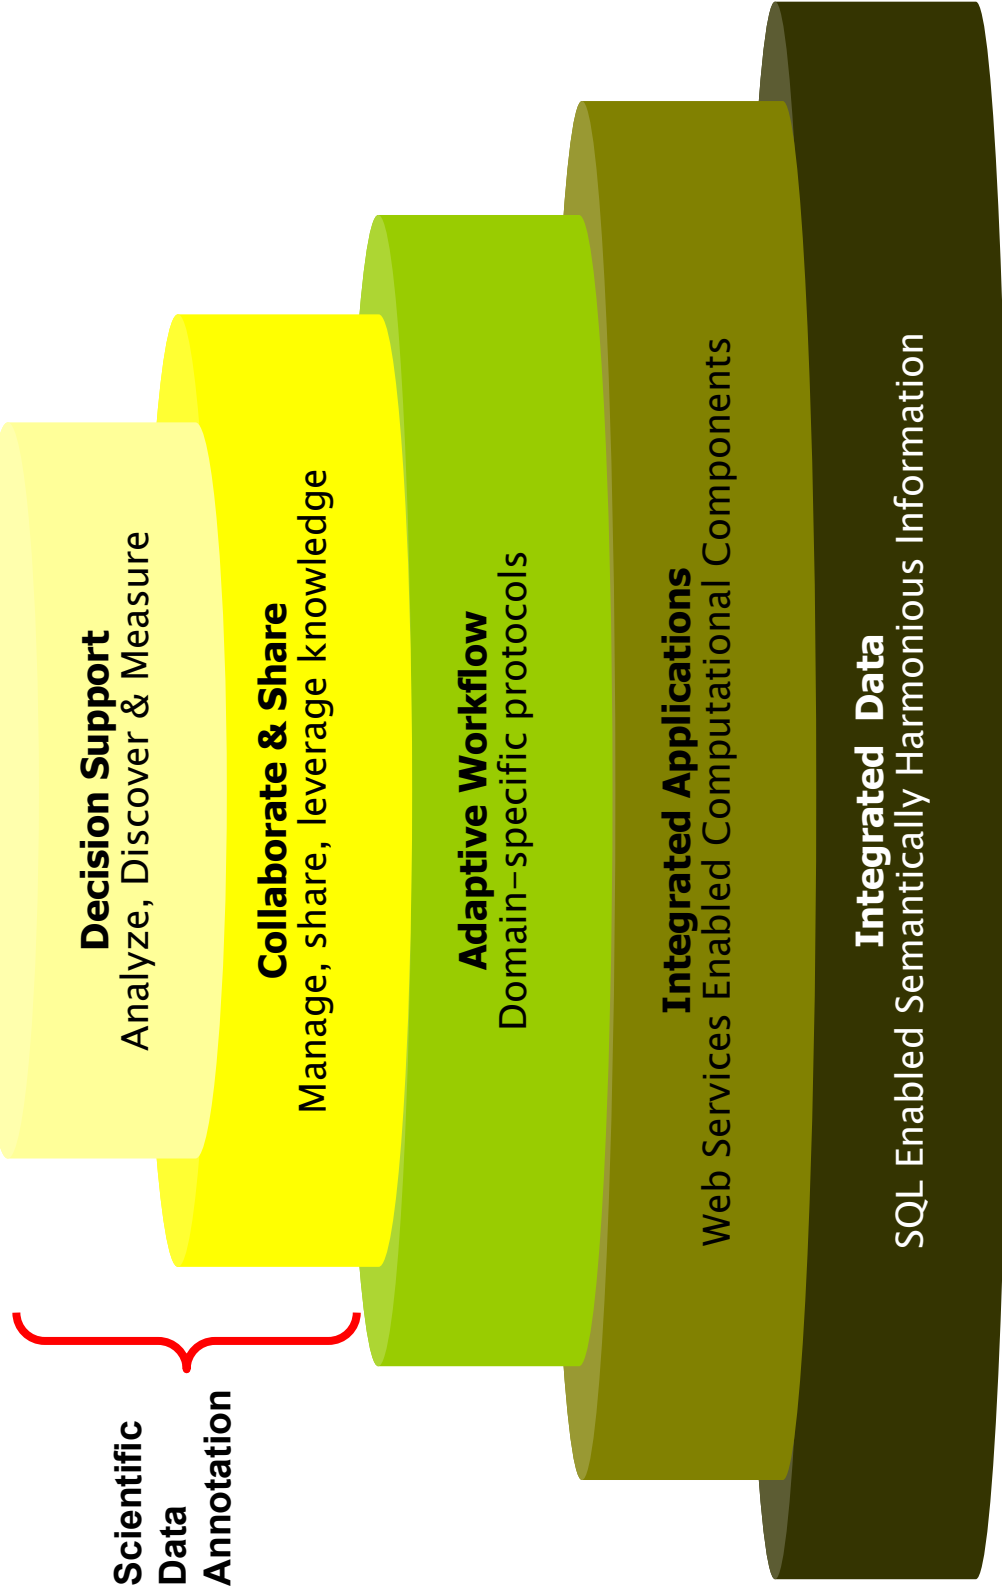 Decision Support
Analyze, Discover & Measure
Collaborate & Share
Manage, share, leverage knowledge
Adaptive Workflow
Domain-specific protocols
Integrated Applications
Web Services Enabled Computational Components
Integrated Data
SQL Enabled Semantically Harmonious Information
Scientific
Data
Annotation